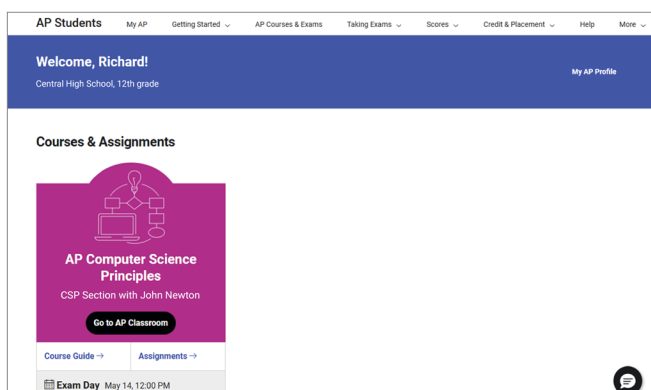 AP Students My AP Getting Started AP Courses & Exams Taking Exams Scores Credit & Placement Help More
Welcome, Richard!
Central High School, 12th grade
My AP Profile
Courses & Assignments
AP Computer Science
Principles
CSP Section with John Newton
Go to AP Classroom
Course Guide → Assignments →
Exam Day May 14, 12:00 PM